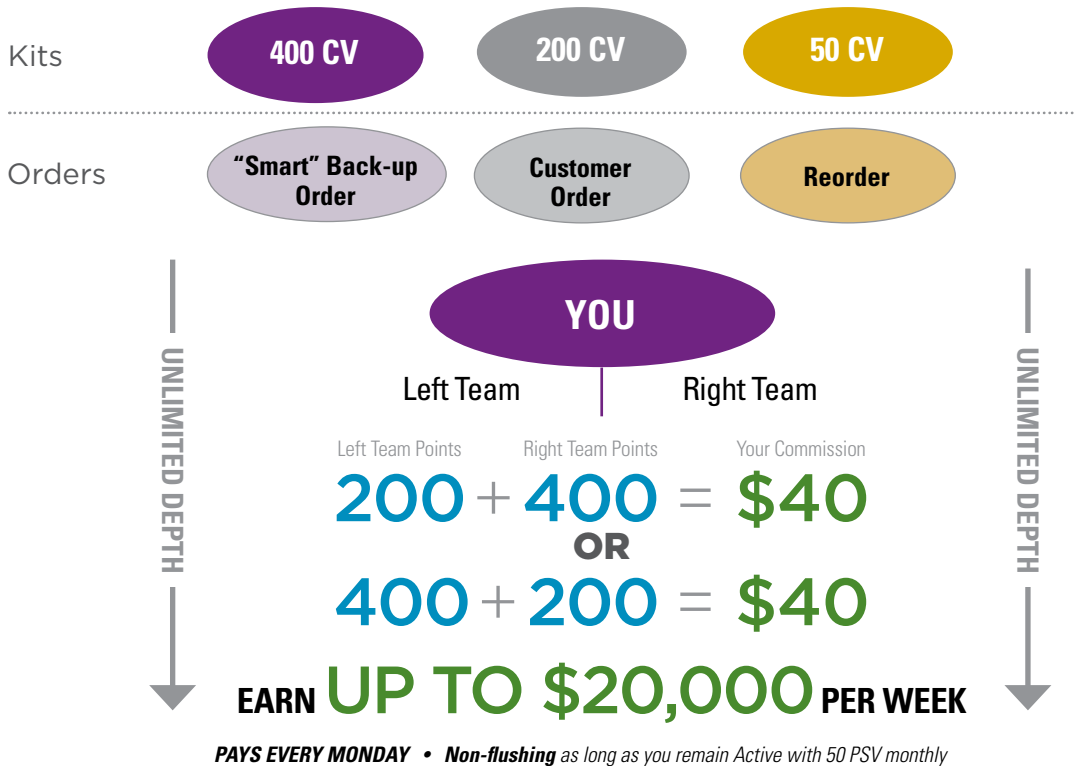 Kits
400 CV
200 CV
50 CV
Orders
"Smart" Back-up
Order
Customer
Order
Reorder
YOU
Left Team
Right Team
UNLIMITED DEPTH
UNLIMITED DEPTH
Left Team Points
Right Team Points
Your Commission
200 + 400 = $40
OR
400 + 200 = $40
EARN UP TO $20,000 PER WEEK
PAYS EVERY MONDAY • Non-flushing as long as you remain Active with 50 PSV monthly